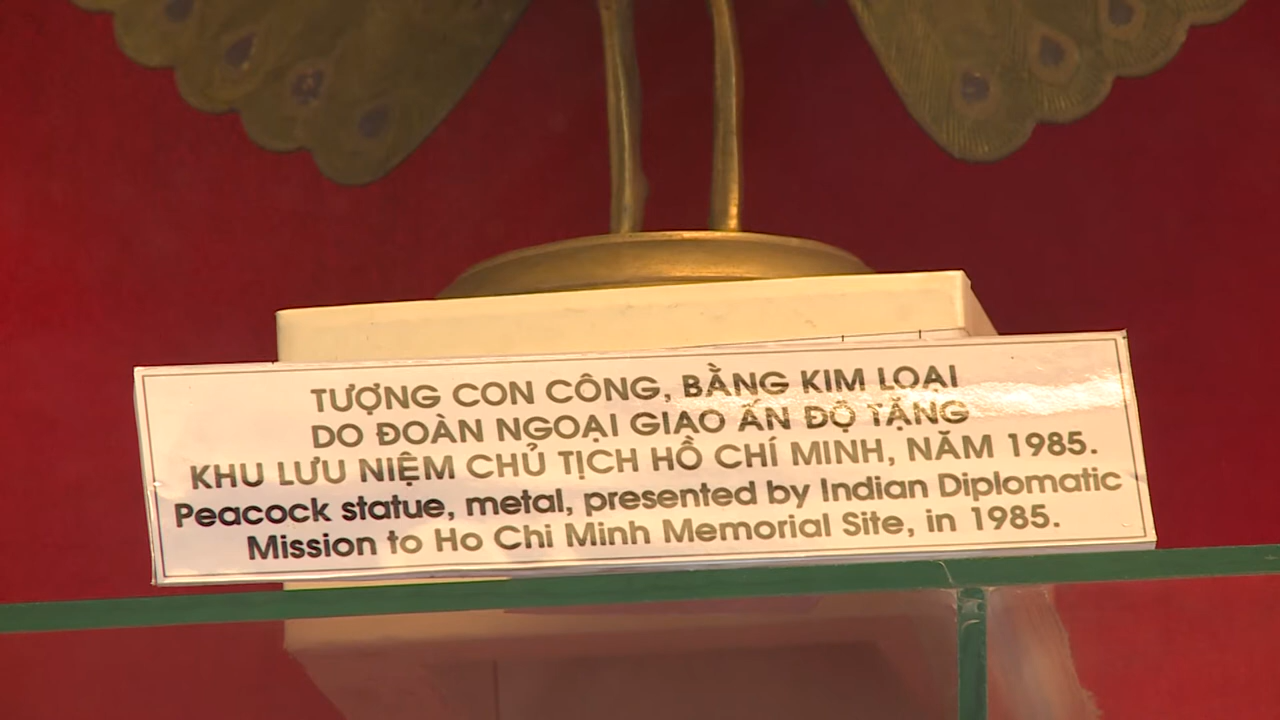 TƯỢNG CON CÔNG, BẰNG KIM LOẠI
DO ĐOÀN NGOẠI GIAO ẤN ĐỘ TẶNG
KHU LƯU NIỆM CHỦ TỊCH HỒ CHÍ MINH, NĂM 1985.
Peacock statue, metal, presented by Indian Diplomatic
Mission to Ho Chi Minh Memorial Site, in 1985.